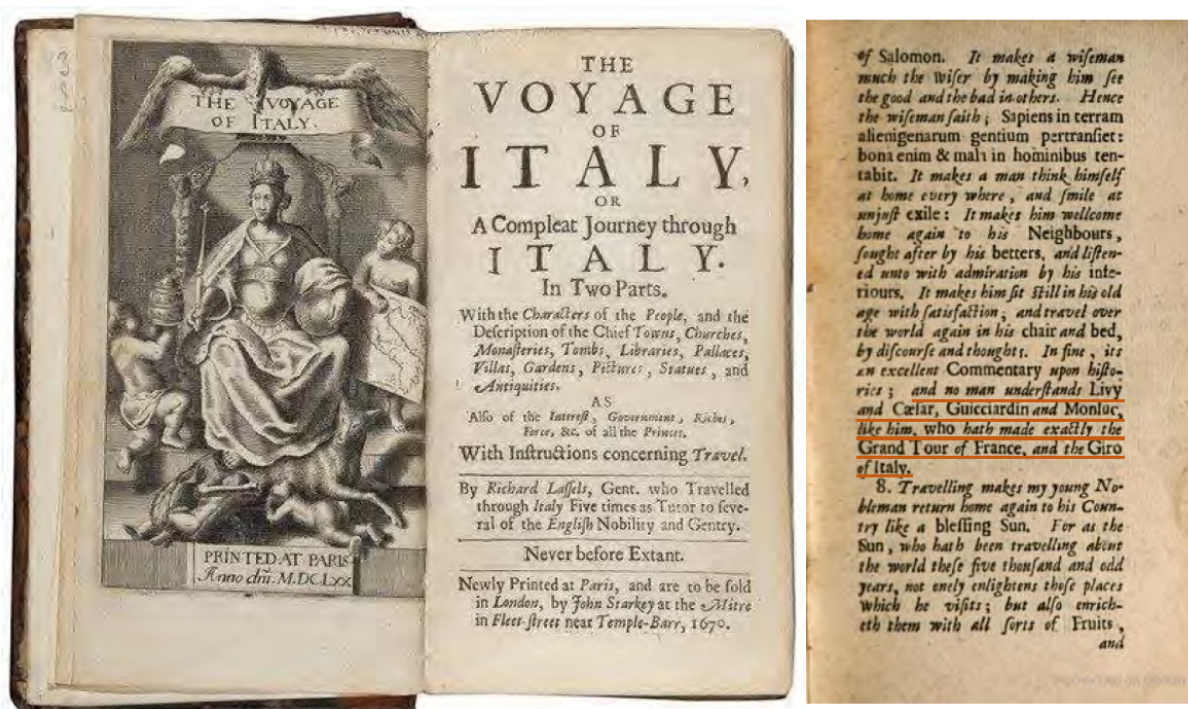 THE VOYAGE
OF ITALY.
PRINTED AT PARIS
Anno dm̃. M.DC.LXX
THE
VOYAGE
OF
ITALY,
OR
A Compleat Journey through
ITALY.
In Two Parts.
With the Characters of the People, and the
Deſcription of the Chief Towns, Churches,
Monaſteries, Tombs, Libraries, Pallaces,
Villas, Gardens, Pictures, Statues, and
Antiquities.
AS
Alſo of the Intereſt, Government, Riches,
Force, &c. of all the Princes.
With Inſtructions concerning Travel.
By Richard Laſſels, Gent. who Travelled
through Italy Five times as Tutor to ſeve-
ral of the Engliſh Nobility and Gentry.
Never before Extant.
Newly Printed at Paris, and are to be ſold
in London, by John Starkey at the Mitre
in Fleet-ſtreet near Temple-Barr, 1670.
of Salomon. It makes a wiſeman
much the wiſer by making him ſee
the good and the bad in others. Hence
the wiſeman ſaith; Sapiens in terram
alienigenarum gentium pertranſiet:
bona enim & mala in hominibus ten-
tabit. It makes a man think himſelf
at home every where, and ſmile at
unjuſt exile: It makes him wellcome
home again to his Neighbours,
ſought after by his betters, and liſten-
ed unto with admiration by his infe-
riours. It makes him ſit ſtill in his old
age with ſatisfaction; and travel over
the world again in his chair and bed,
by diſcourſe and thoughts. In fine, its
an excellent Commentary upon hiſto-
ries; and no man underſtands Livy
and Cæſar, Guicciardin and Monluc,
like him, who hath made exactly the
Grand Tour of France, and the Giro
of Italy.
8. Travelling makes my young No-
bleman return home again to his Coun-
try like a bleſſing Sun. For as the
Sun, who hath been travelling about
the world theſe five thouſand and odd
years, not onely enlightens thoſe places
which he viſits; but alſo enrich-
eth them with all ſorts of Fruits,
and